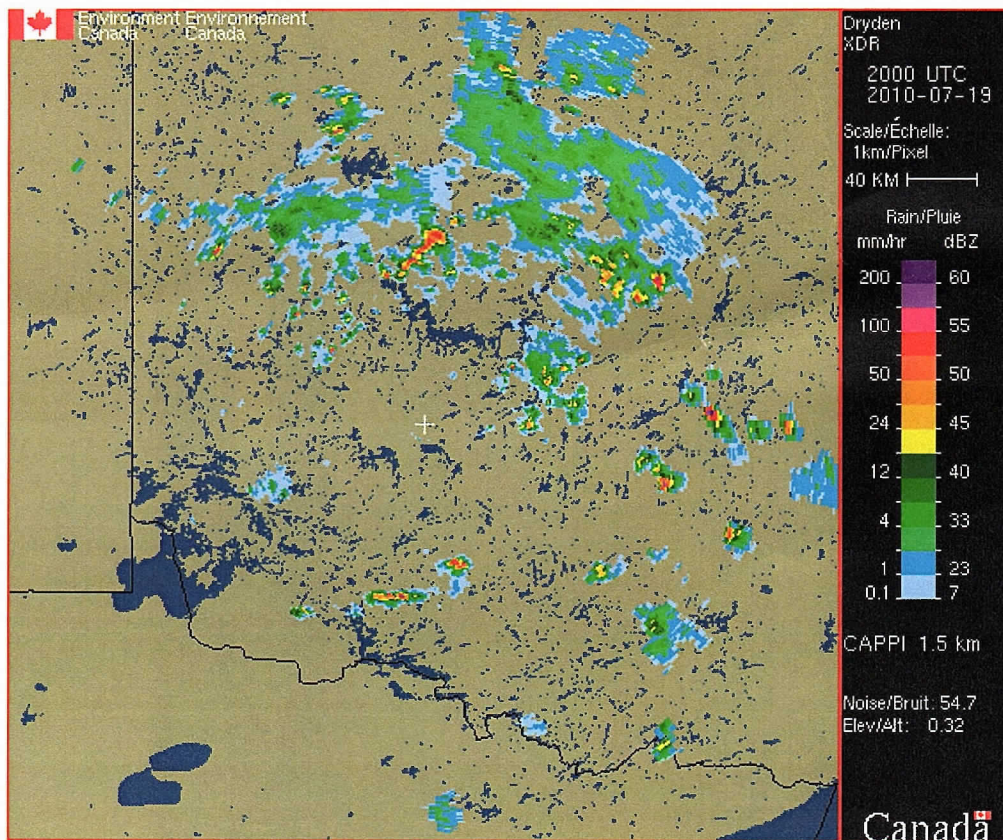 Environment Environnement
Canada Canada
Dryden
XDR
2000 UTC
2010-07-19
Scale/Échelle:
1km/Pixel
40 KM
Rain/Pluie
mm/hr dBZ
200 60
100 55
50 50
24 45
12 40
4 33
1 23
0.1 7
CAPPI 1.5 km
Noise/Bruit: 54.7
Elev/Alt: 0.32
Canada